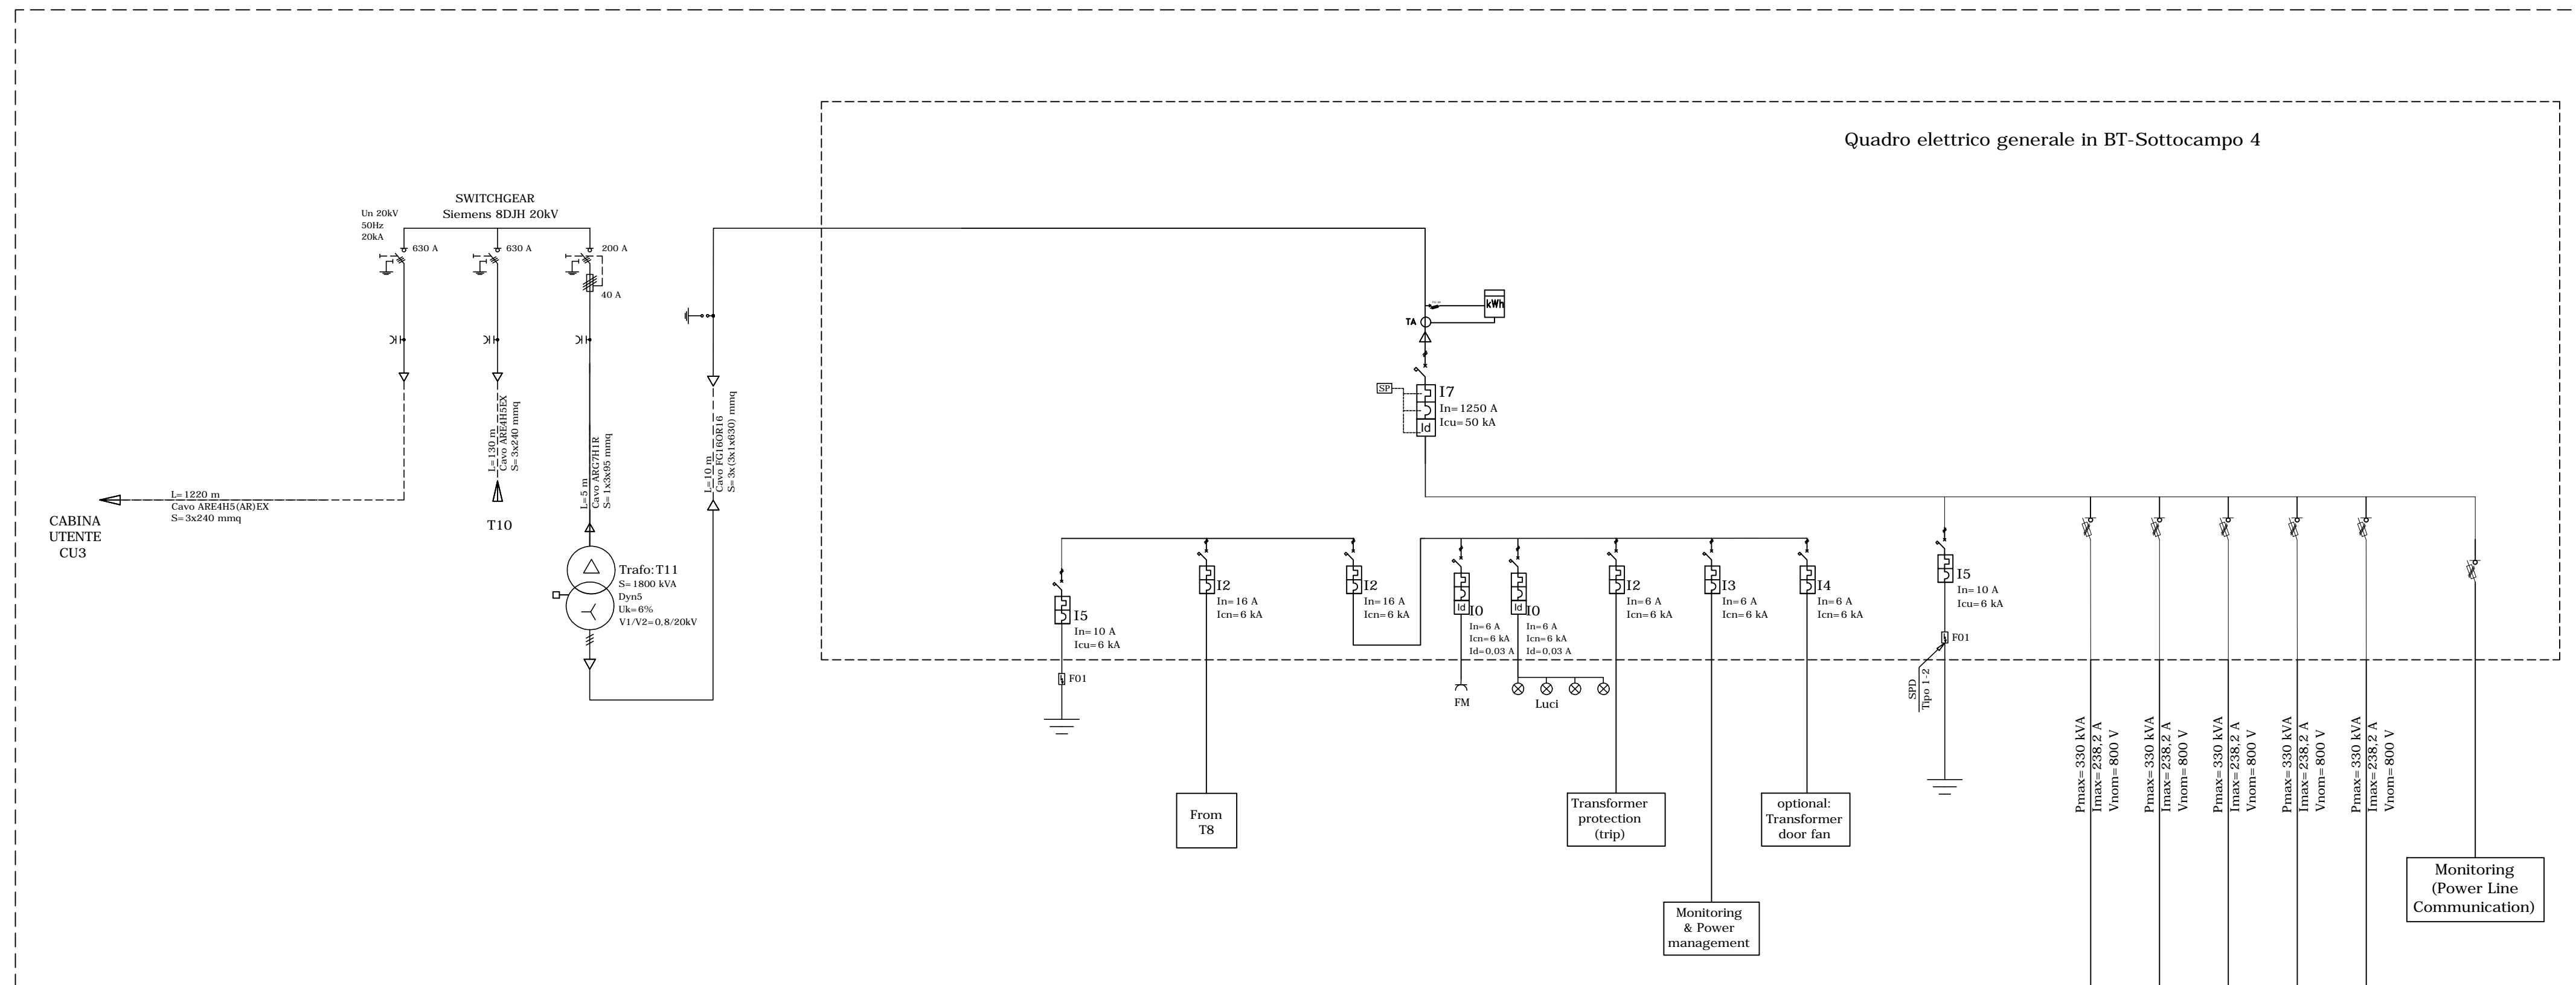 Quadro elettrico generale in BT-Sottocampo 4
SWITCHGEAR
Siemens 8DJH 20kV
Un 20kV
50Hz
20kA
630 A
630 A
200 A
40 A
L=1220 m
Cavo ARE4H5(AR)EX
S=3x240 mmq
CABINA
UTENTE
CU3
L=130 m
Cavo ARE4H5EX
S=3x240 mmq
T10
L=5 m
Cavo ARG7H1R
S=1x3x95 mmq
Trafo:T11
S=1800 kVA
Dyn5
Uk=6%
V1/V2=0,8/20kV
L=10 m
Cavo FG16OR16
S=3x(3x1x630) mmq
kWh
TA
SP
Id
I7
In=1250 A
Icu=50 kA
I5
In=10 A
Icu=6 kA
F01
I2
In=16 A
Icn=6 kA
From
T8
I2
In=16 A
Icn=6 kA
Id
I0
In=6 A
Icn=6 kA
Id=0,03 A
FM
Id
I0
In=6 A
Icn=6 kA
Id=0,03 A
Luci
I2
In=6 A
Icn=6 kA
Transformer
protection
(trip)
I3
In=6 A
Icn=6 kA
Monitoring
& Power
management
I4
In=6 A
Icn=6 kA
optional:
Transformer
door fan
I5
In=10 A
Icu=6 kA
F01
SPD
Tipo 1-2
Pmax=330 kVA
Imax=238,2 A
Vnom=800 V
Pmax=330 kVA
Imax=238,2 A
Vnom=800 V
Pmax=330 kVA
Imax=238,2 A
Vnom=800 V
Pmax=330 kVA
Imax=238,2 A
Vnom=800 V
Pmax=330 kVA
Imax=238,2 A
Vnom=800 V
Monitoring
(Power Line
Communication)